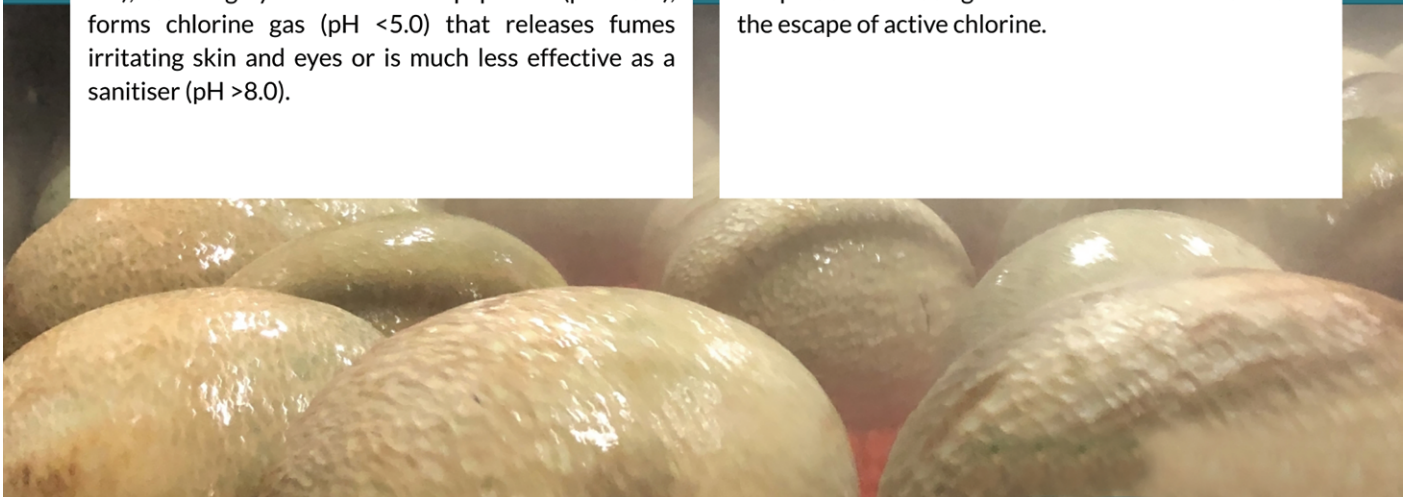 forms chlorine gas (pH <5.0) that releases fumes
irritating skin and eyes or is much less effective as a
sanitiser (pH >8.0).
the escape of active chlorine.